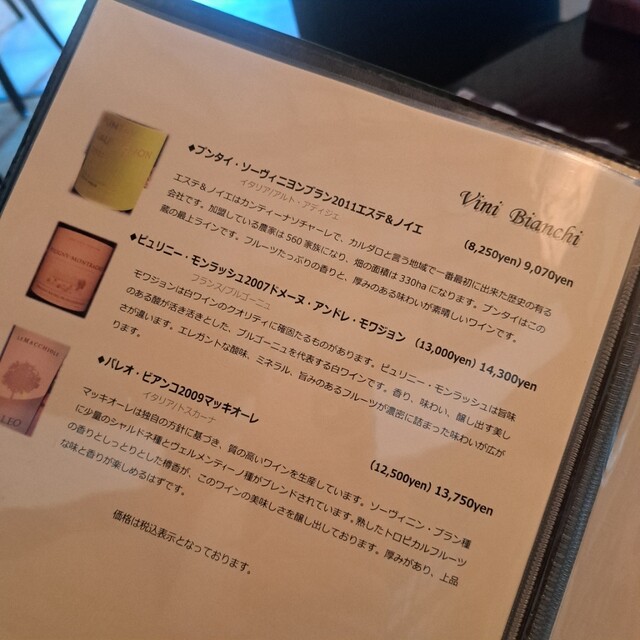 Vini Bianchi
◆プンタイ・ソーヴィニヨンブラン2011エステ&ノイエ
イタリア/アルト・アディジェ
(8,250yen) 9,070yen
エステ&ノイエはカンティーナソチャーレで、カルダロと言う地域で一番最初に出来た歴史の有る
会社です。加盟している農家は560家族になり、畑の面積は330haになります。プンタイはこの
蔵の最上ラインです。フルーツたっぷりの香りと、厚みのある味わいが素晴しいワインです。
◆ピュリニー・モンラッシュ2007ドメーヌ・アンドレ・モワジョン
フランス/ブルゴーニュ
(13,000yen) 14,300yen
モワジョンは白ワインのクオリティに確固たるものがあります。ピュリニー・モンラッシュは旨味
のある酸が活き活きとした、ブルゴーニュを代表する白ワインです。香り、味わい、醸し出す美し
さが違います。エレガントな酸味、ミネラル、旨みのあるフルーツが濃密に詰まった味わいが広が
ります。
◆パレオ・ビアンコ2009マッキオーレ
イタリア/トスカーナ
(12,500yen) 13,750yen
マッキオーレは独自の方針に基づき、質の高いワインを生産しています。ソーヴィニン・ブラン種
に少量のシャルドネ種とヴェルメンティーノ種がブレンドされています。熟したトロピカルフルーツ
の香りとしっとりとした樽香が、このワインの美味しさを醸し出しております。厚みがあり、上品
な味と香りが楽しめるはずです。
価格は税込表示となっております。
LEO